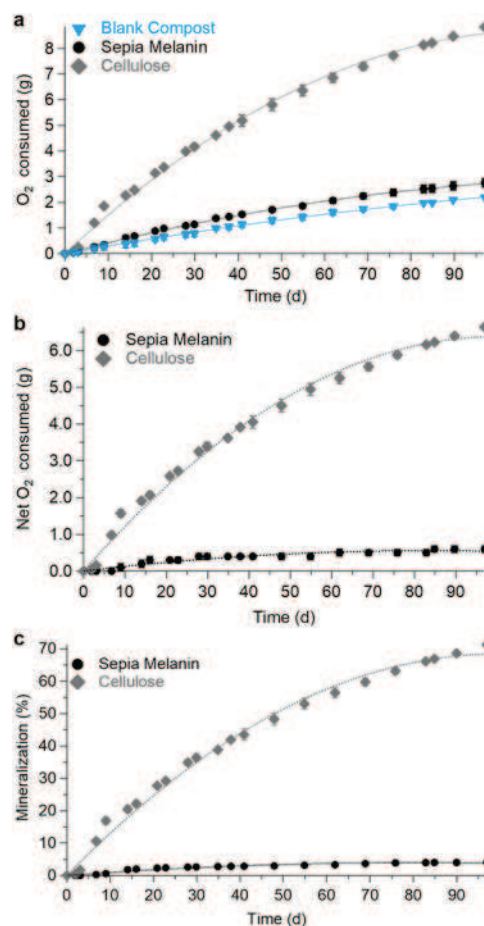 a
Blank Compost
Sepia Melanin
Cellulose
O2 consumed (g)
8
7
6
5
4
3
2
1
0
0 10 20 30 40 50 60 70 80 90
Time (d)
b
Sepia Melanin
Cellulose
Net O2 consumed (g)
6.0
5.0
4.0
3.0
2.0
1.0
0.0
0 10 20 30 40 50 60 70 80 90
Time (d)
c
Sepia Melanin
Cellulose
Mineralization (%)
70
60
50
40
30
20
10
0
0 10 20 30 40 50 60 70 80 90
Time (d)